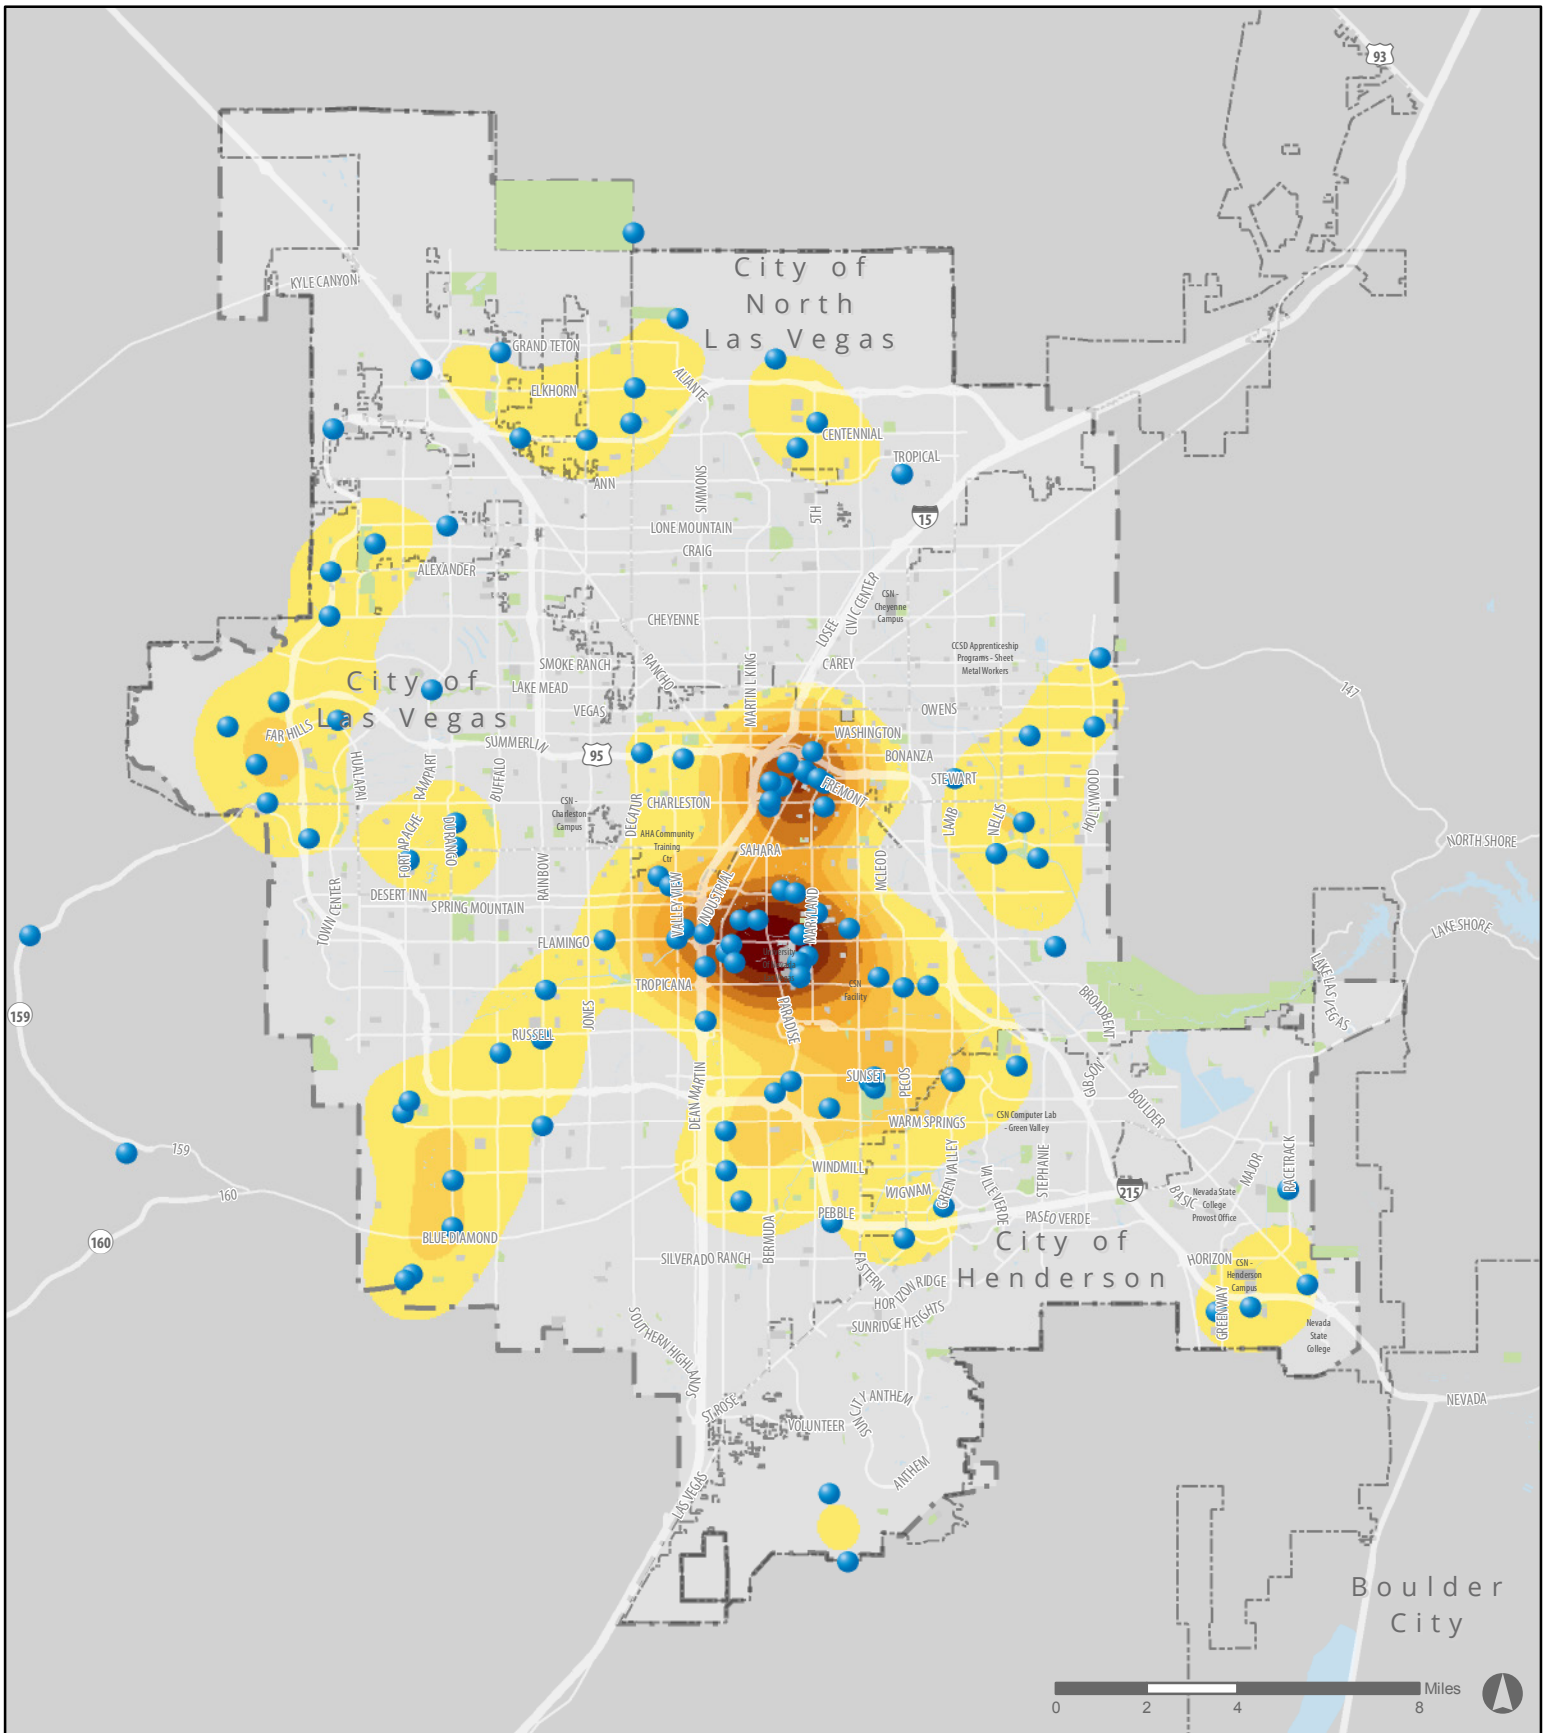 93
City of
North
Las Vegas
KYLE CANYON
GRAND TETON
ELKHORN
ALIANTE
CENTENNIAL
TROPICAL
ANN
SIMMONS
5TH
15
LONE MOUNTAIN
CRAIG
ALEXANDER
CHEYENNE
LOSEE
CIVIC CENTER
CSN -
Cheyenne
Campus
CCSD Apprenticeship
Programs - Sheet
Metal Workers
SMOKE RANCH
RANCHO
MARTIN L KING
CAREY
147
City of
Las Vegas
LAKE MEAD
VEGAS
OWENS
FAR HILLS
SUMMERLIN
95
WASHINGTON
BONANZA
HUALAPAI
RAMPART
BUFFALO
STEWART
FREMONT
CSN -
Charleston
Campus
DECATUR
CHARLESTON
LAMB
NELLIS
HOLLYWOOD
FORT APACHE
DURANGO
AHA Community
Training
Ctr
SAHARA
MCLEOD
NORTH SHORE
RAINBOW
DESERT INN
SPRING MOUNTAIN
TOWN CENTER
VALLEY VIEW
INDUSTRIAL
MARYLAND
LAKE SHORE
FLAMINGO
University
TROPICANA
CSN
Facility
LAKE LAS VEGAS
159
JONES
RUSSELL
PARADISE
BROADBENT
DEAN MARTIN
SUNSET
PECOS
GIBSON
BOULDER
WARM SPRINGS
CSN Computer Lab
- Green Valley
159
WINDMILL
GREEN VALLEY
VALLE VERDE
STEPHANIE
MAJOR
RACETRACK
160
WIGWAM
215
BASIC
Nevada State
College
Provost Office
160
BLUE DIAMOND
PEBBLE
PASEO VERDE
BERMUDA
SILVERADO RANCH
EASTERN
City of
Henderson
HORIZON
CSN -
Henderson
Campus
HORIZON RIDGE
SUNRIDGE HEIGHTS
GREENWAY
Nevada
State
College
SOUTHERN HIGHLANDS
ST ROSE
SUN CITY ANTHEM
VOLUNTEER
NEVADA
ANTHEM
LAS VEGAS
Boulder
City
Miles
0
2
4
8